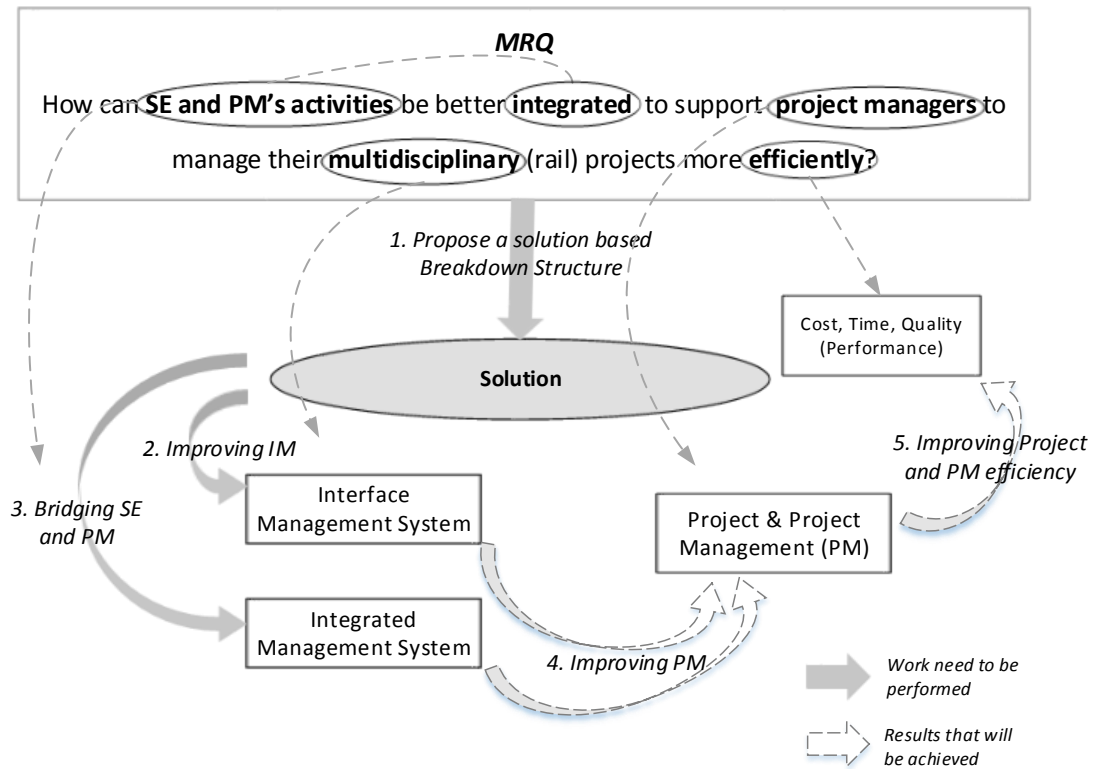 MRQ
How can SE and PM's activities be better integrated to support project managers to
manage their multidisciplinary (rail) projects more efficiently?
1. Propose a solution based
Breakdown Structure
Cost, Time, Quality
(Performance)
Solution
2. Improving IM
5. Improving Project
and PM efficiency
3. Bridging SE
and PM
Interface
Management System
Project & Project
Management (PM)
Integrated
Management System
4. Improving PM
Work need to be
performed
Results that will
be achieved